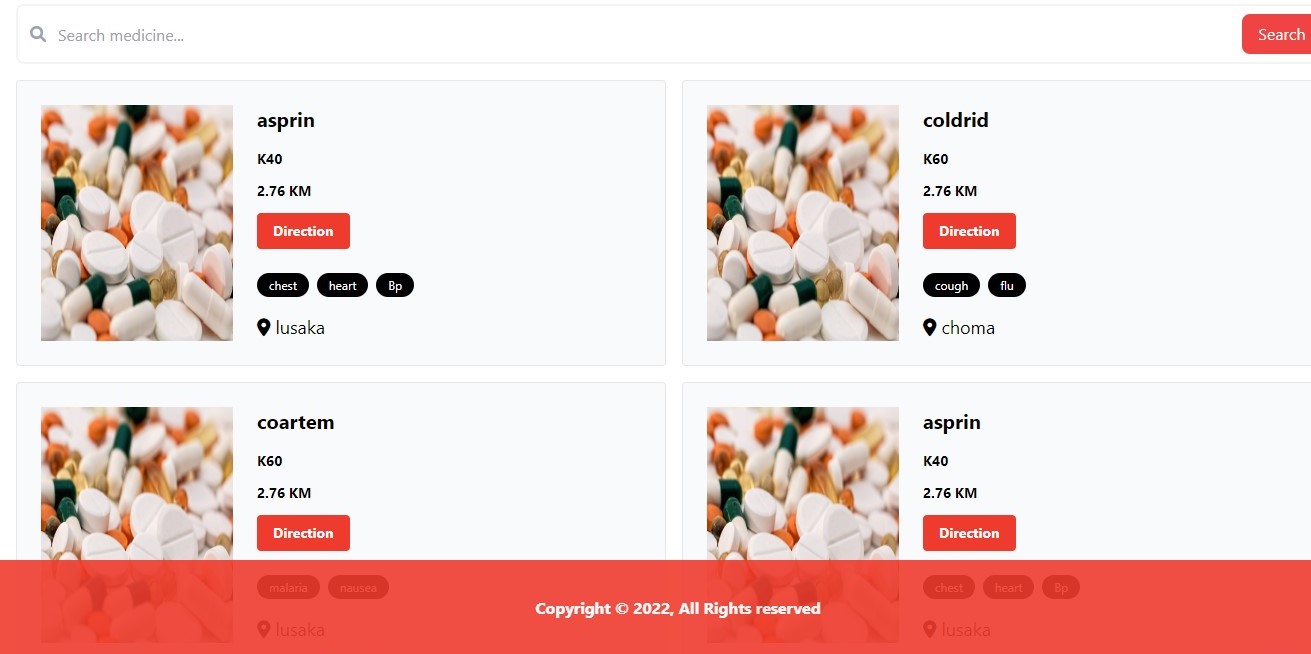 Search medicine...
Search
asprin
K40
2.76 KM
Direction
chest heart Bp
lusaka
coldrid
K60
2.76 KM
Direction
cough flu
choma
coartem
K60
2.76 KM
Direction
malaria nausea
lusaka
asprin
K40
2.76 KM
Direction
chest heart Bp
lusaka
Copyright © 2022, All Rights reserved